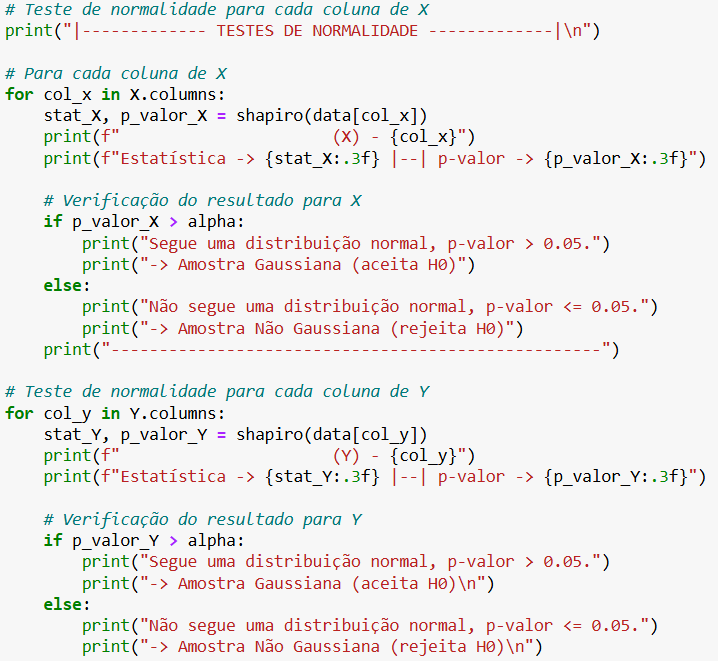 # Teste de normalidade para cada coluna de X
print("|------------- TESTES DE NORMALIDADE -------------|\n")

# Para cada coluna de X
for col_x in X.columns:
    stat_X, p_valor_X = shapiro(data[col_x])
    print(f"                      (X) - {col_x}")
    print(f"Estatística -> {stat_X:.3f} |--| p-valor -> {p_valor_X:.3f}")

    # Verificação do resultado para X
    if p_valor_X > alpha:
        print("Segue uma distribuição normal, p-valor > 0.05.")
        print("-> Amostra Gaussiana (aceita H0)")
    else:
        print("Não segue uma distribuição normal, p-valor <= 0.05.")
        print("-> Amostra Não Gaussiana (rejeita H0)")
    print("---------------------------------------------------")

# Teste de normalidade para cada coluna de Y
for col_y in Y.columns:
    stat_Y, p_valor_Y = shapiro(data[col_y])
    print(f"                      (Y) - {col_y}")
    print(f"Estatística -> {stat_Y:.3f} |--| p-valor -> {p_valor_Y:.3f}")

    # Verificação do resultado para Y
    if p_valor_Y > alpha:
        print("Segue uma distribuição normal, p-valor > 0.05.")
        print("-> Amostra Gaussiana (aceita H0)\n")
    else:
        print("Não segue uma distribuição normal, p-valor <= 0.05.")
        print("-> Amostra Não Gaussiana (rejeita H0)\n")